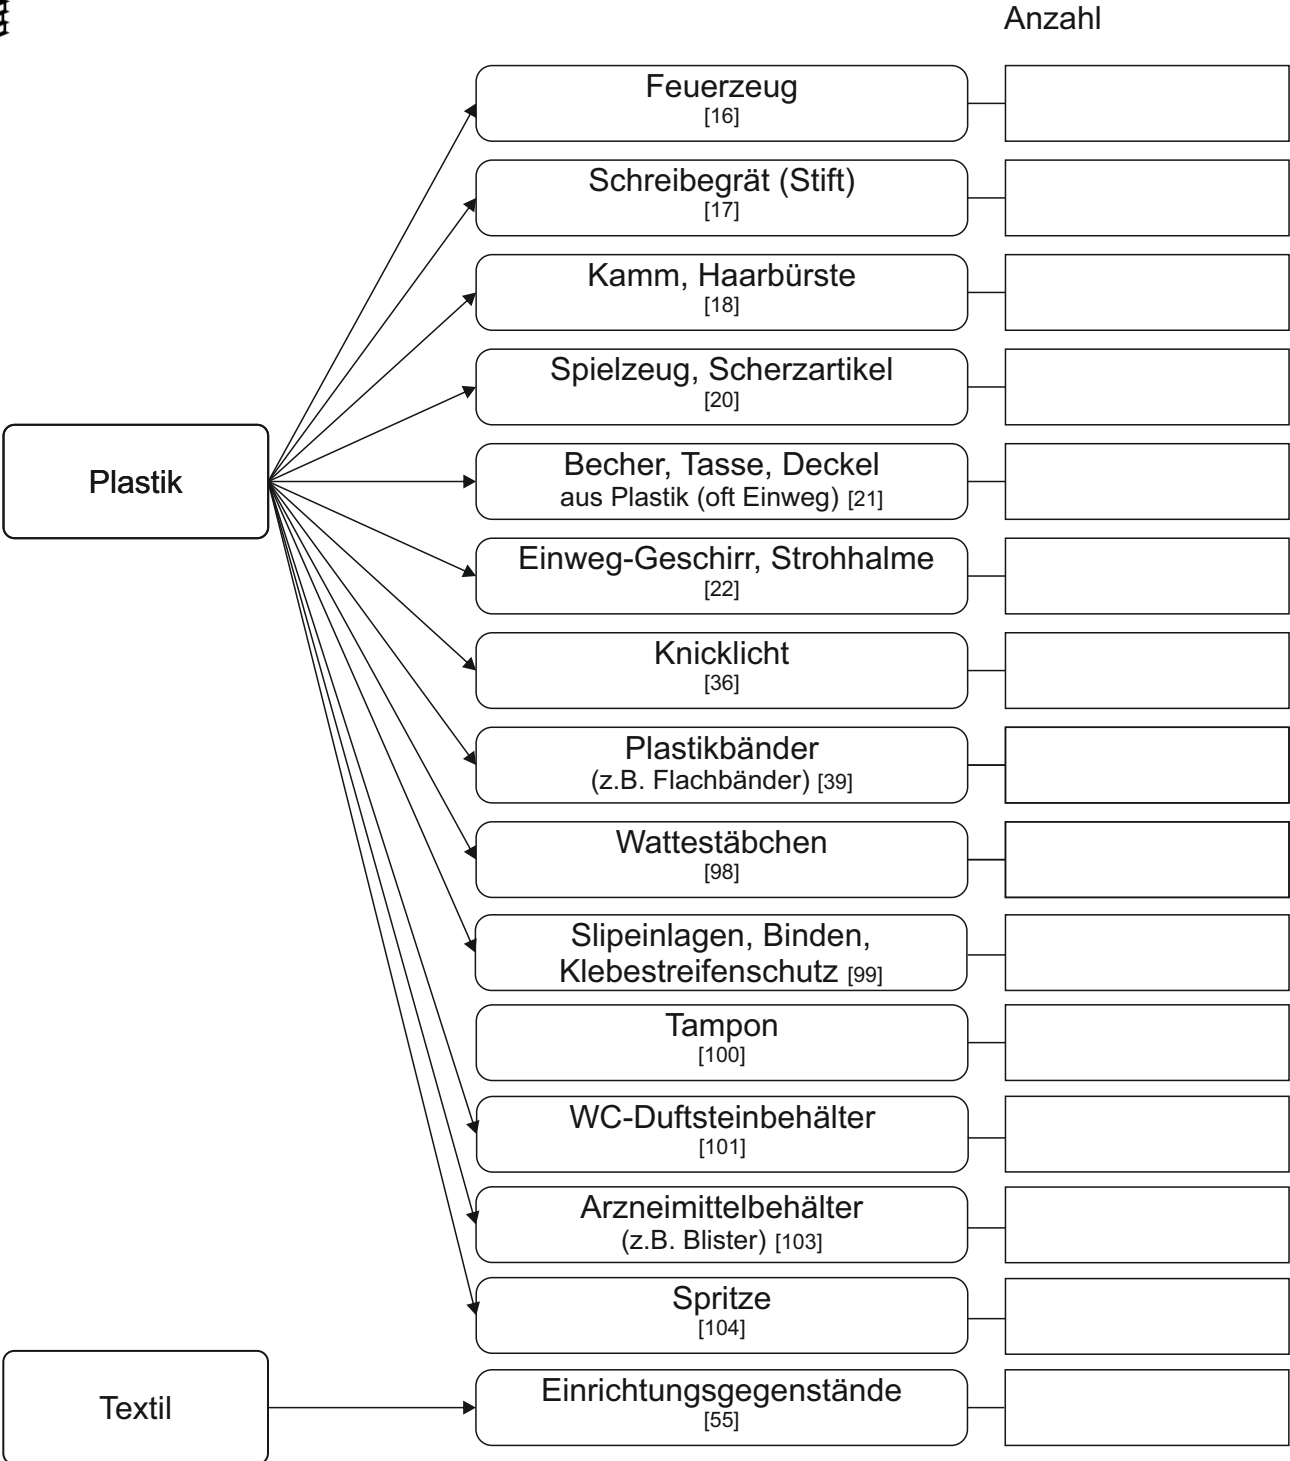 Anzahl
Feuerzeug
[16]
Schreibegrät (Stift)
[17]
Kamm, Haarbürste
[18]
Spielzeug, Scherzartikel
[20]
Plastik
Becher, Tasse, Deckel
aus Plastik (oft Einweg) [21]
Einweg-Geschirr, Strohhalme
[22]
Knicklicht
[36]
Plastikbänder
(z.B. Flachbänder) [39]
Wattestäbchen
[98]
Slipeinlagen, Binden,
Klebestreifenschutz [99]
Tampon
[100]
WC-Duftsteinbehälter
[101]
Arzneimittelbehälter
(z.B. Blister) [103]
Spritze
[104]
Textil
Einrichtungsgegenstände
[55]